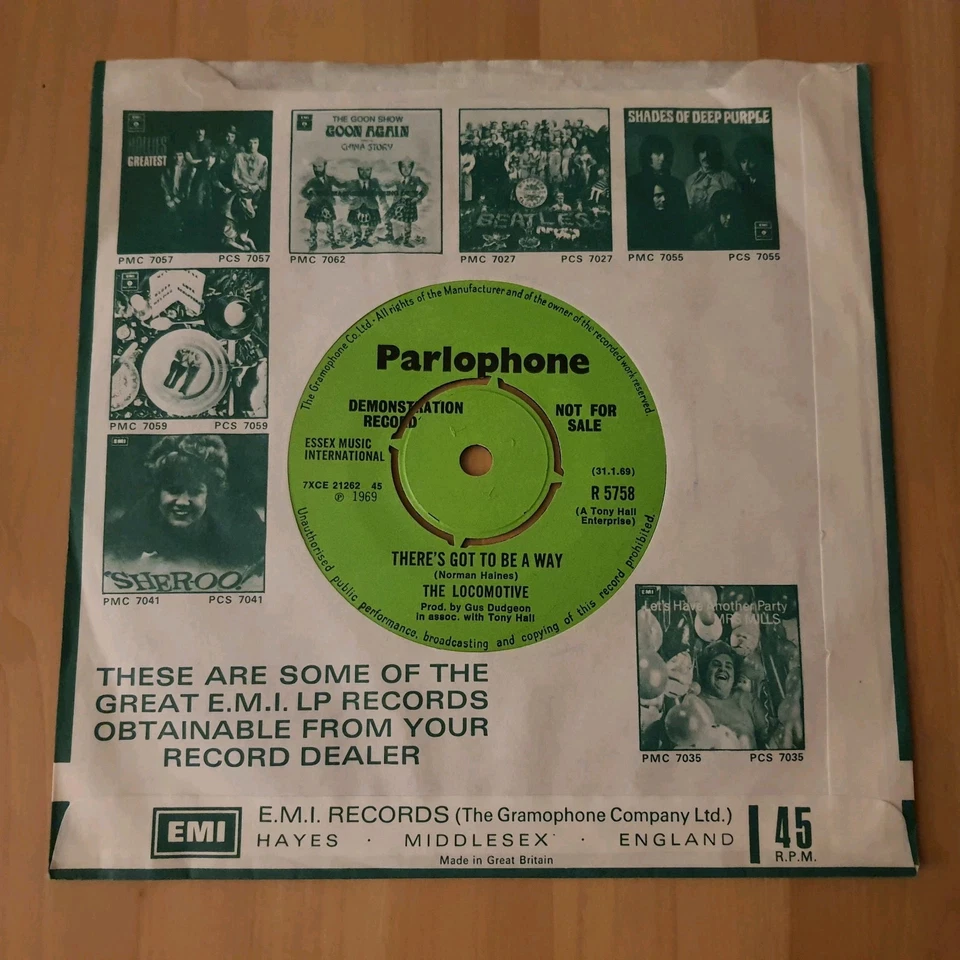 HOLLIES'
GREATEST
PMC 7057 PCS 7057
THE GOON SHOW
GOON AGAIN
CHINA STORY
PMC 7062
BEATLES
PMC 7027 PCS 7027
SHADES OF DEEP PURPLE
PMC 7055 PCS 7055
PMC 7059 PCS 7059
EMI
"SHEROO"
PMC 7041 PCS 7041
The Gramophone Co. Ltd · All rights of the Manufacturer and of the owner of the recorded work reserved.
Parlophone
DEMONSTRATION
RECORD
NOT FOR
SALE
ESSEX MUSIC
INTERNATIONAL
7XCE 21262 45
℗ 1969
(31.1.69)
R 5758
(A Tony Hall
Enterprise)
THERE'S GOT TO BE A WAY
(Norman Haines)
THE LOCOMOTIVE
Prod. by Gus Dudgeon
in assoc. with Tony Hall
Unauthorised public performance, broadcasting and copying of this record prohibited.
EMI
Let's Have Another Party
MRS MILLS
PMC 7035 PCS 7035
THESE ARE SOME OF THE
GREAT E.M.I. LP RECORDS
OBTAINABLE FROM YOUR
RECORD DEALER
EMI
E.M.I. RECORDS (The Gramophone Company Ltd.)
HAYES · MIDDLESEX · ENGLAND
Made in Great Britain
45
R.P.M.